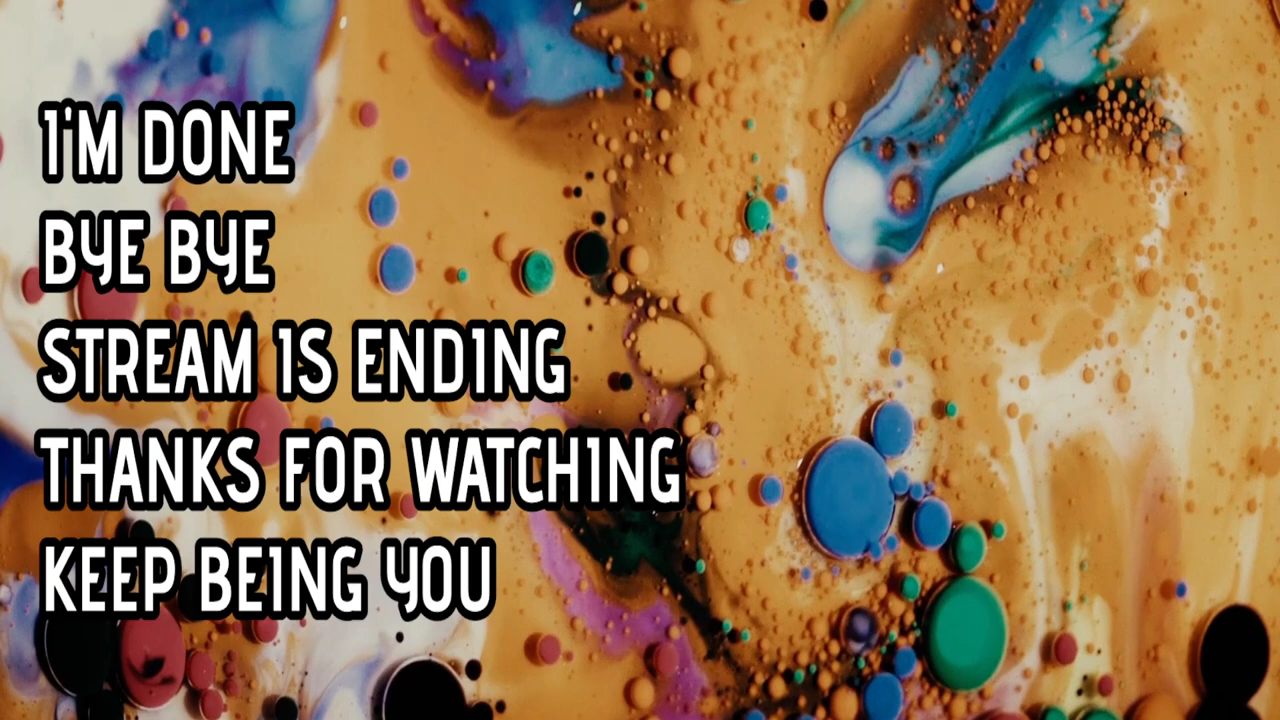 I'M DONE
BYE BYE
STREAM IS ENDING
THANKS FOR WATCHING
KEEP BEING YOU